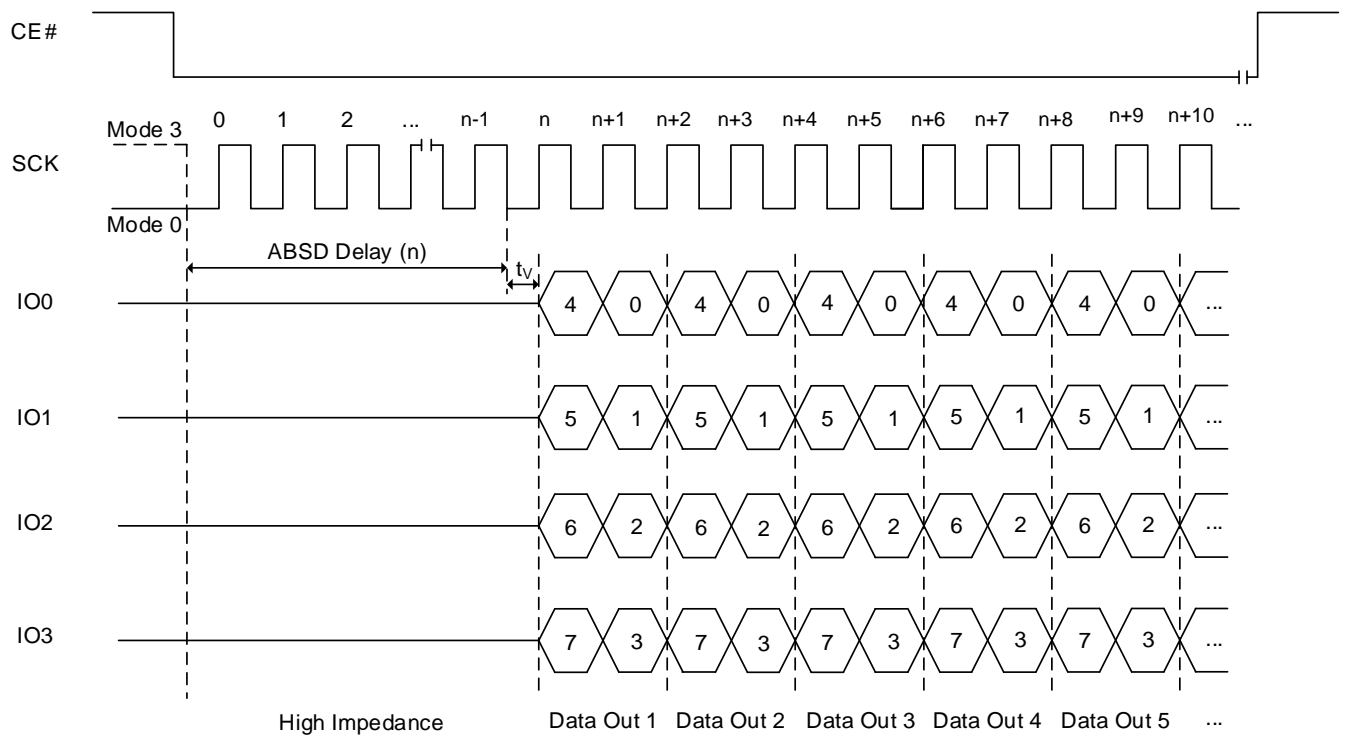 CE#
0 1 2 ... n-1 n n+1 n+2 n+3 n+4 n+5 n+6 n+7 n+8 n+9 n+10 ...
Mode 3
SCK
Mode 0
ABSD Delay (n)
tV
IO0 4 0 4 0 4 0 4 0 4 0 ...
IO1 5 1 5 1 5 1 5 1 5 1 ...
IO2 6 2 6 2 6 2 6 2 6 2 ...
IO3 7 3 7 3 7 3 7 3 7 3 ...
High Impedance Data Out 1 Data Out 2 Data Out 3 Data Out 4 Data Out 5 ...